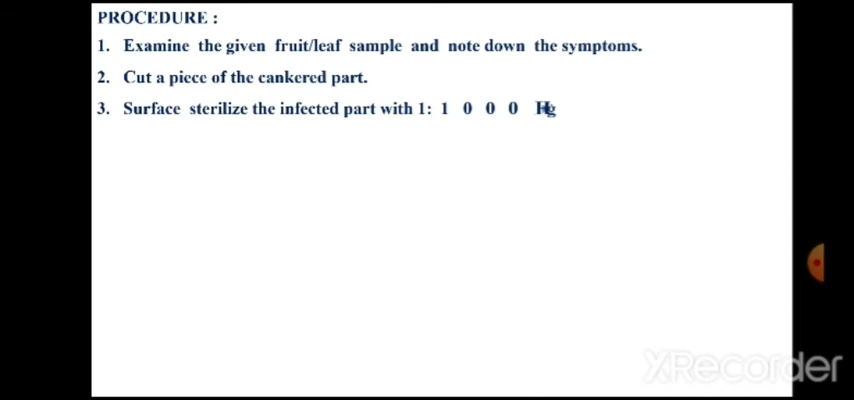 PROCEDURE :
1. Examine the given fruit/leaf sample and note down the symptoms.
2. Cut a piece of the cankered part.
3. Surface sterilize the infected part with 1: 1 0 0 0 Hg
XRecorder